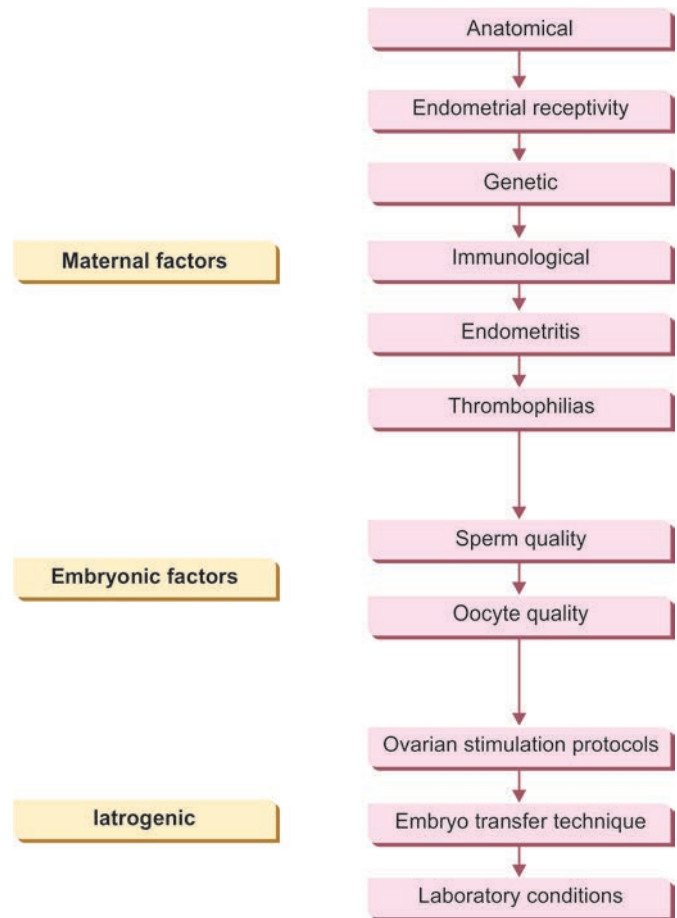 Anatomical
Endometrial receptivity
Genetic
Maternal factors
Immunological
Endometritis
Thrombophilias
Sperm quality
Embryonic factors
Oocyte quality
Ovarian stimulation protocols
Iatrogenic
Embryo transfer technique
Laboratory conditions